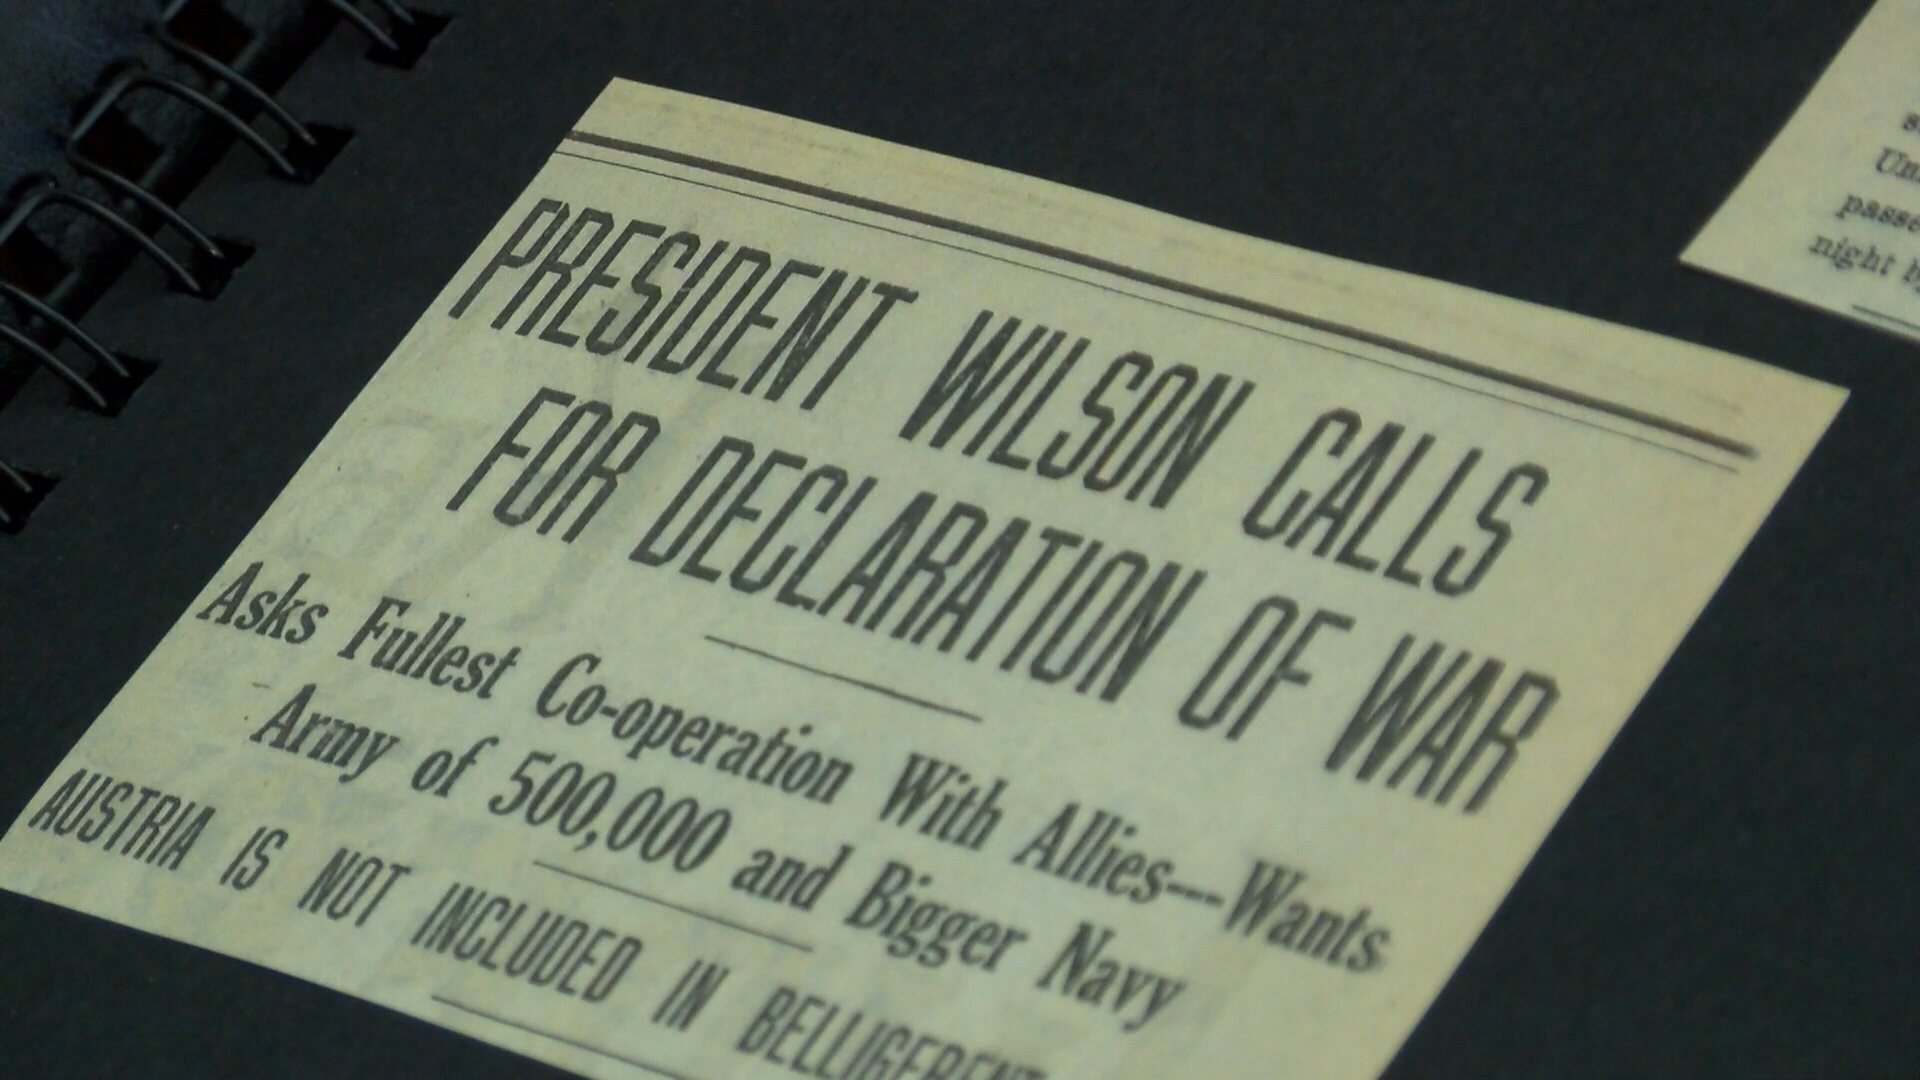 PRESIDENT WILSON CALLS
FOR DECLARATION OF WAR
Asks Fullest Co-operation With Allies—Wants
Army of 500,000 and Bigger Navy
AUSTRIA IS NOT INCLUDED IN BELLIGERENT
passe
night